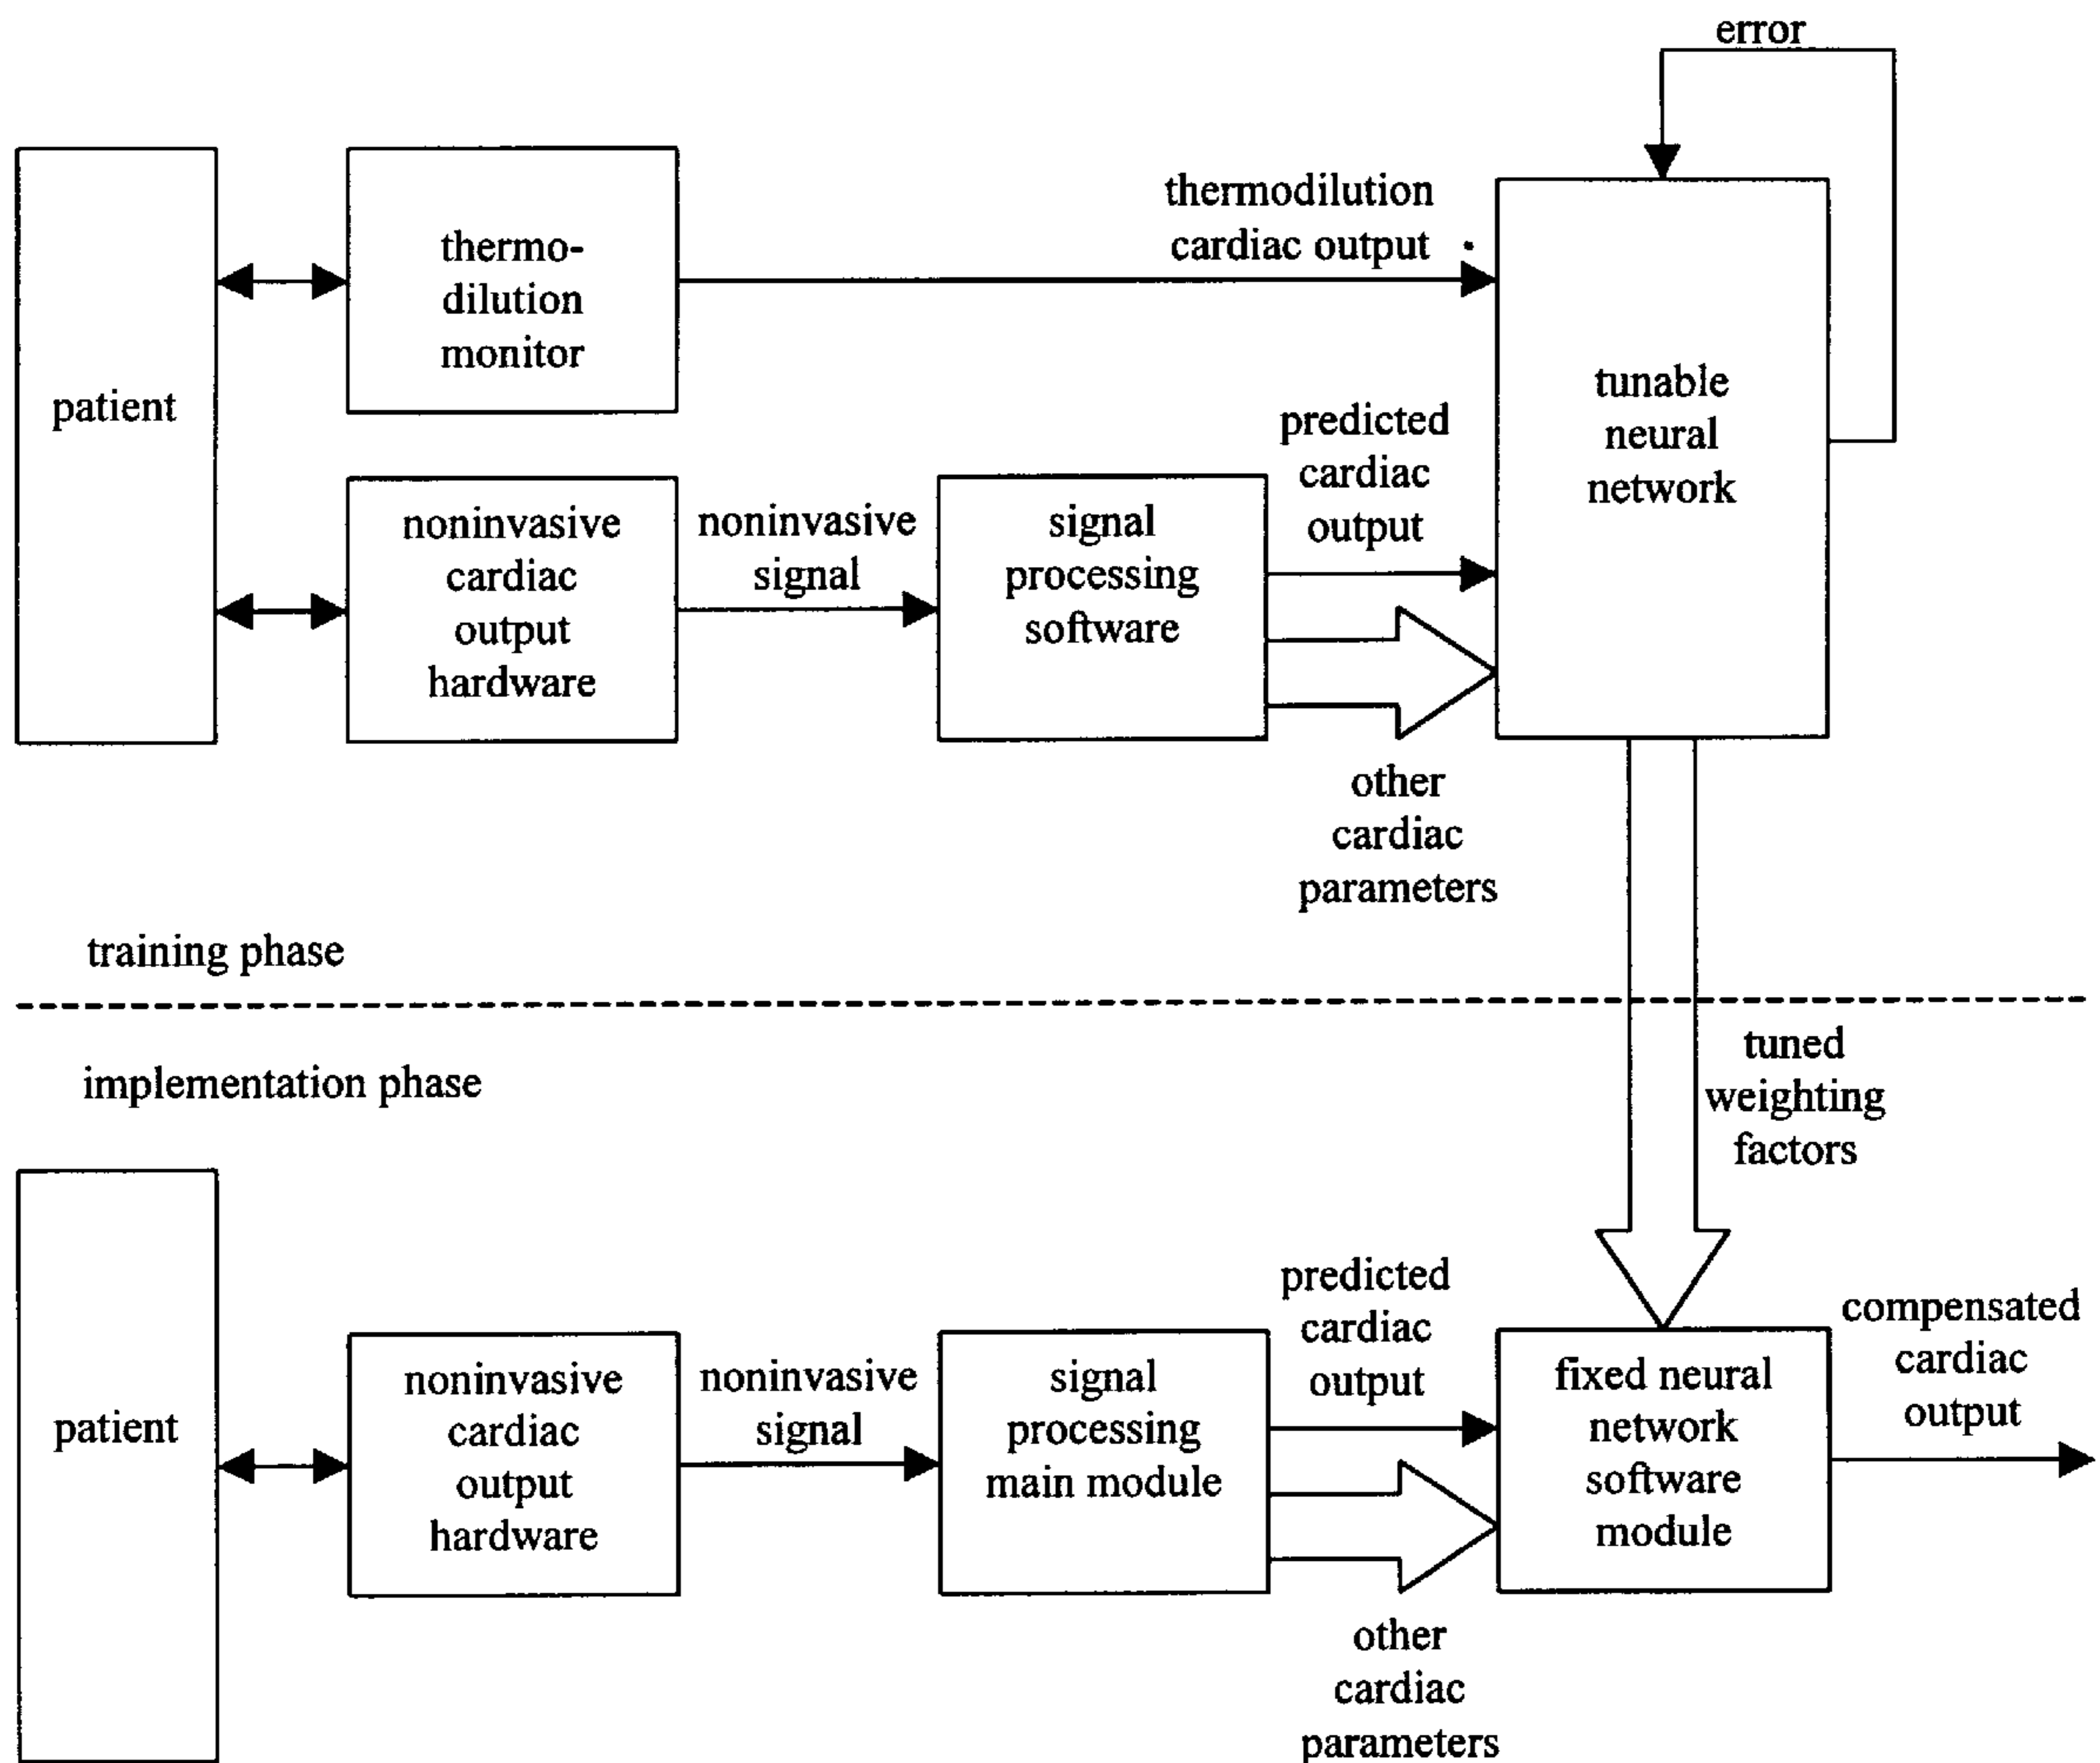 error
thermodilution
cardiac output
thermo-
dilution
monitor
patient
tunable
neural
network
predicted
cardiac
output
noninvasive
cardiac
output
hardware
noninvasive
signal
signal
processing
software
other
cardiac
parameters
training phase
implementation phase
tuned
weighting
factors
patient
noninvasive
cardiac
output
hardware
noninvasive
signal
signal
processing
main module
predicted
cardiac
output
fixed neural
network
software
module
compensated
cardiac
output
other
cardiac
parameters